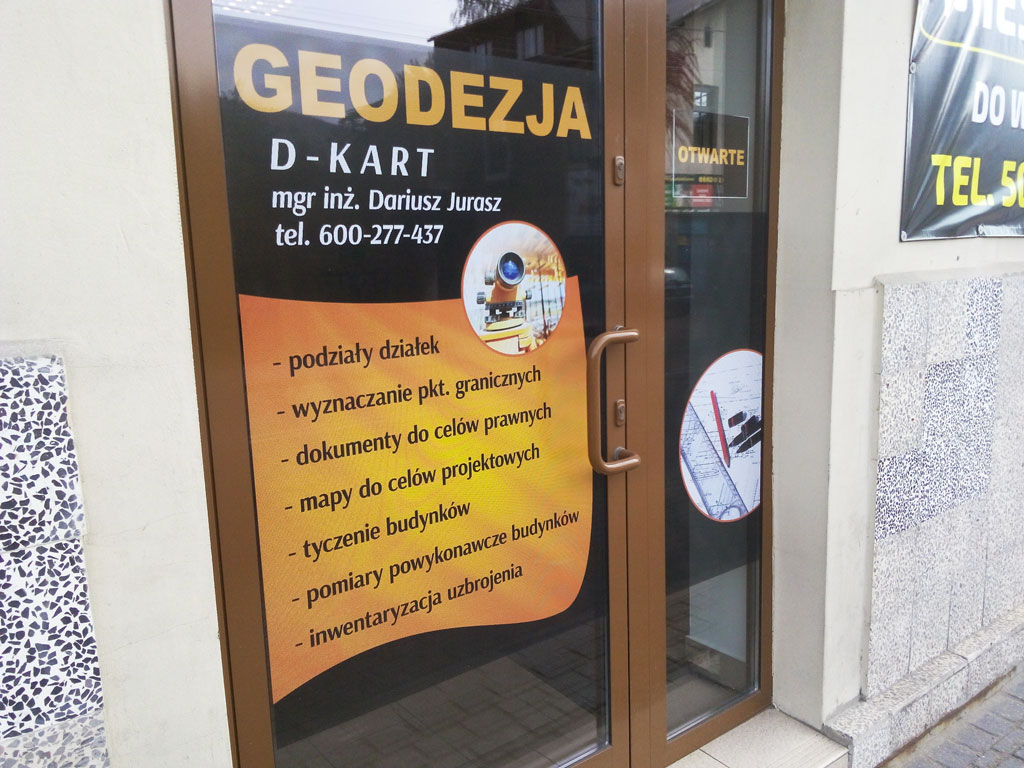 GEODEZJA
D-KART
mgr inż. Dariusz Jurasz
tel. 600-277-437
- podziały działek
- wyznaczanie pkt. granicznych
- dokumenty do celów prawnych
- mapy do celów projektowych
- tyczenie budynków
- pomiary powykonawcze budynków
- inwentaryzacja uzbrojenia
OTWARTE
DO W
TEL. 50